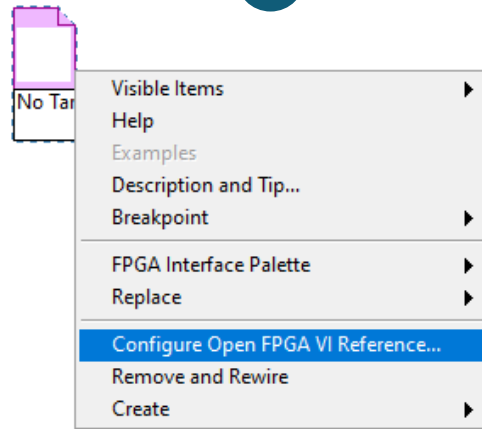 No Tar
Visible Items
Help
Examples
Description and Tip...
Breakpoint
FPGA Interface Palette
Replace
Configure Open FPGA VI Reference...
Remove and Rewire
Create